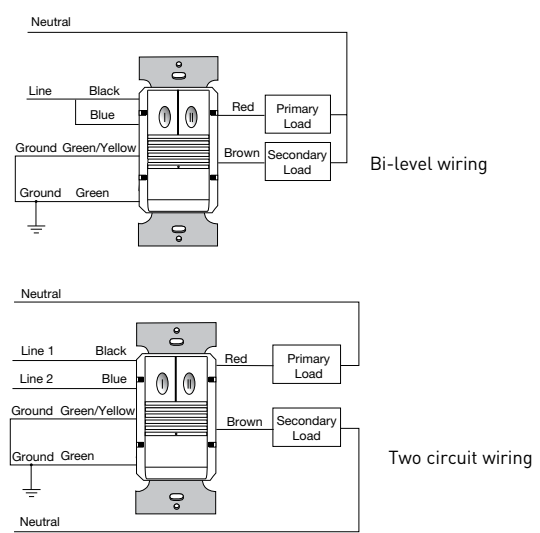 Neutral
Line Black
Blue
Red
Primary
Load
Ground Green/Yellow
Brown
Secondary
Load
Bi-level wiring
Ground Green
I II
Neutral
Line 1 Black
Red
Primary
Load
Line 2 Blue
I II
Ground Green/Yellow
Brown
Secondary
Load
Ground Green
Two circuit wiring
Neutral